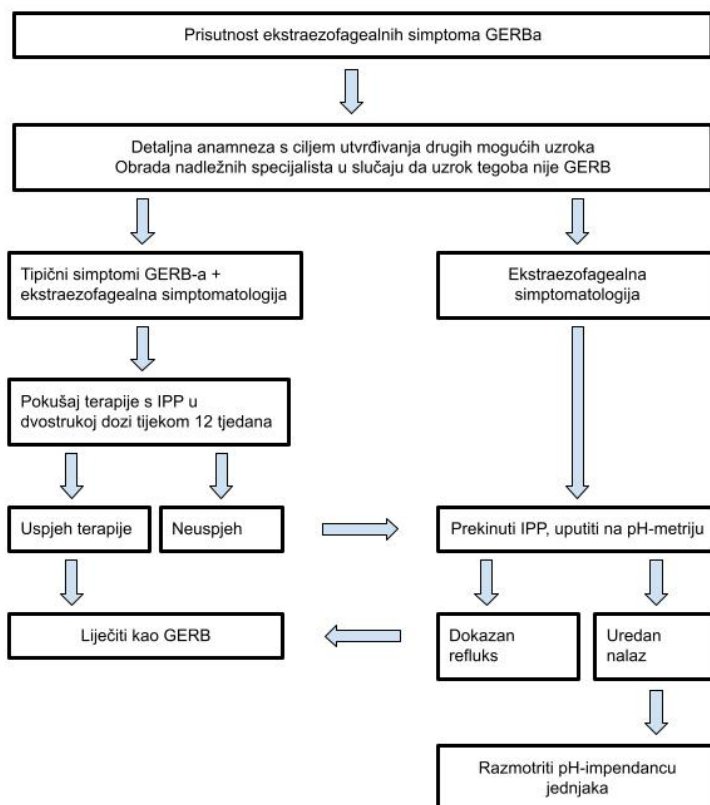 Prisutnost ekstraezofagealnih simptoma GERBa
Detaljna anamneza s ciljem utvrđivanja drugih mogućih uzroka
Obrada nadležnih specijalista u slučaju da uzrok tegoba nije GERB
Tipični simptomi GERB-a +
ekstraezofagealna simptomatologija
Ekstraezofagealna
simptomatologija
Pokušaj terapije s IPP u
dvostrukoj dozi tijekom 12 tjedana
Uspjeh terapije
Neuspjeh
Prekinuti IPP, uputiti na pH-metriju
Liječiti kao GERB
Dokazan
refluks
Uredan
nalaz
Razmotriti pH-impendancu
jednjaka